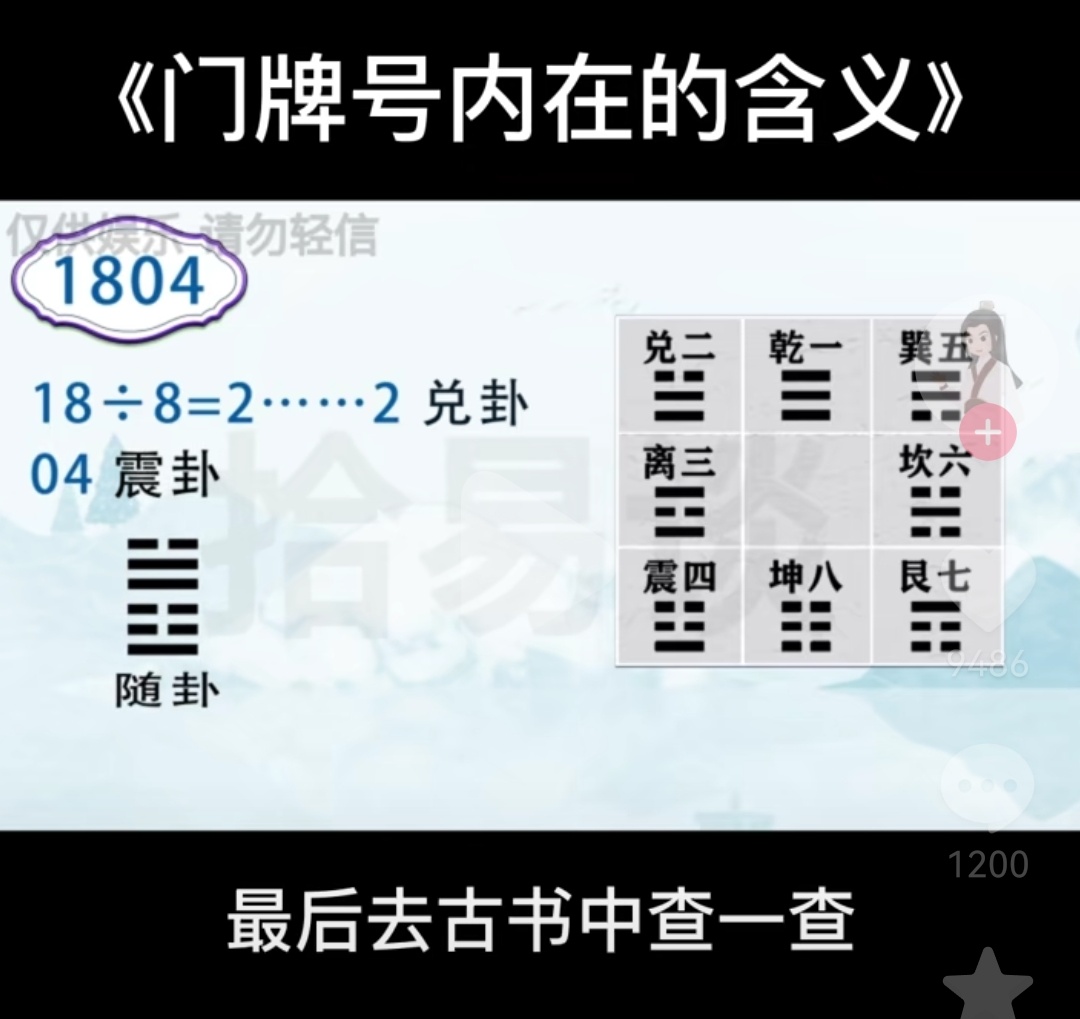 《门牌号内在的含义》
仅供娱乐 请勿轻信
1804
18÷8=2……2 兑卦
04 震卦
随卦
兑二 乾一 巽五
离三 坎六
震四 坤八 艮七
拾易谈
9486
1200
最后去古书中查一查